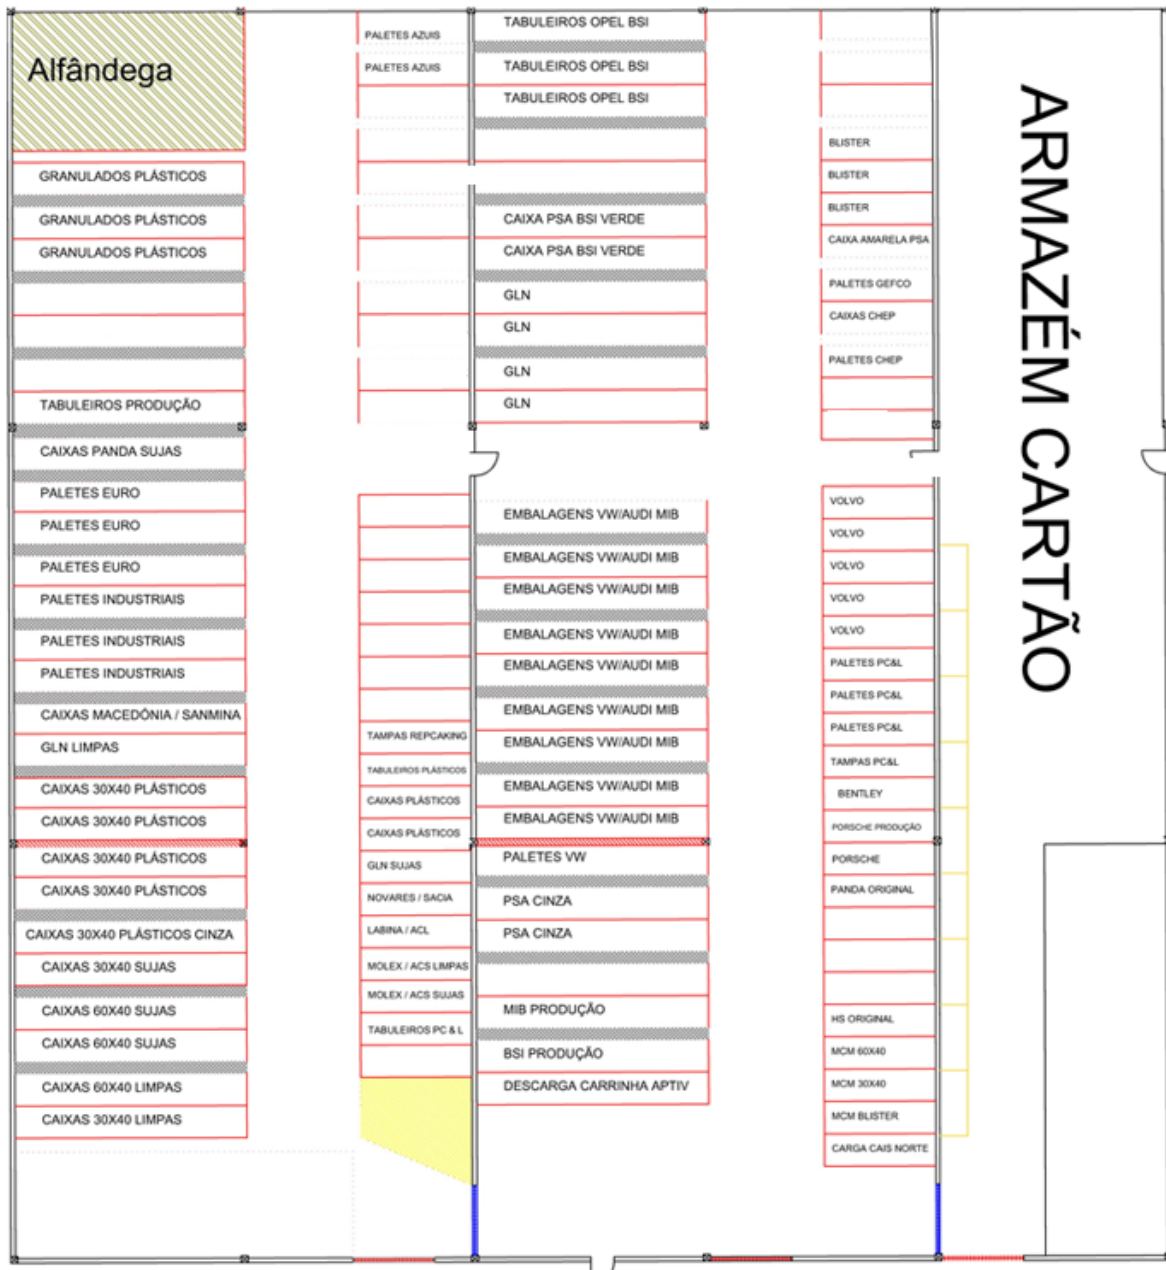 Alfândega
GRANULADOS PLÁSTICOS
GRANULADOS PLÁSTICOS
GRANULADOS PLÁSTICOS
TABULEIROS PRODUÇÃO
CAIXAS PANDA SUJAS
PALETES EURO
PALETES EURO
PALETES EURO
PALETES INDUSTRIAIS
PALETES INDUSTRIAIS
PALETES INDUSTRIAIS
CAIXAS MACEDÓNIA / SANMINA
GLN LIMPAS
CAIXAS 30X40 PLÁSTICOS
CAIXAS 30X40 PLÁSTICOS
CAIXAS 30X40 PLÁSTICOS
CAIXAS 30X40 PLÁSTICOS
CAIXAS 30X40 PLÁSTICOS CINZA
CAIXAS 30X40 SUJAS
CAIXAS 60X40 SUJAS
CAIXAS 60X40 SUJAS
CAIXAS 60X40 LIMPAS
CAIXAS 30X40 LIMPAS
PALETES AZUIS
PALETES AZUIS
TAMPAS REPCAKING
TABULEIROS PLÁSTICOS
CAIXAS PLÁSTICOS
CAIXAS PLÁSTICOS
GLN SUJAS
NOVARES / SACIA
LABINA / ACL
MOLEX / ACS LIMPAS
MOLEX / ACS SUJAS
TABULEIROS PC & L
TABULEIROS OPEL BSI
TABULEIROS OPEL BSI
TABULEIROS OPEL BSI
CAIXA PSA BSI VERDE
CAIXA PSA BSI VERDE
GLN
GLN
GLN
GLN
EMBALAGENS VW/AUDI MIB
EMBALAGENS VW/AUDI MIB
EMBALAGENS VW/AUDI MIB
EMBALAGENS VW/AUDI MIB
EMBALAGENS VW/AUDI MIB
EMBALAGENS VW/AUDI MIB
EMBALAGENS VW/AUDI MIB
EMBALAGENS VW/AUDI MIB
EMBALAGENS VW/AUDI MIB
PALETES VW
PSA CINZA
PSA CINZA
MIB PRODUÇÃO
BSI PRODUÇÃO
DESCARGA CARRINHA APTIV
BLISTER
BLISTER
BLISTER
CAIXA AMARELA PSA
PALETES GEFCO
CAIXAS CHEP
PALETES CHEP
VOLVO
VOLVO
VOLVO
VOLVO
VOLVO
PALETES PC&L
PALETES PC&L
PALETES PC&L
TAMPAS PC&L
BENTLEY
PORSCHE PRODUÇÃO
PORSCHE
PANDA ORIGINAL
HS ORIGINAL
MCM 60X40
MCM 30X40
MCM BLISTER
CARGA CAIS NORTE
ARMAZÉM CARTÃO